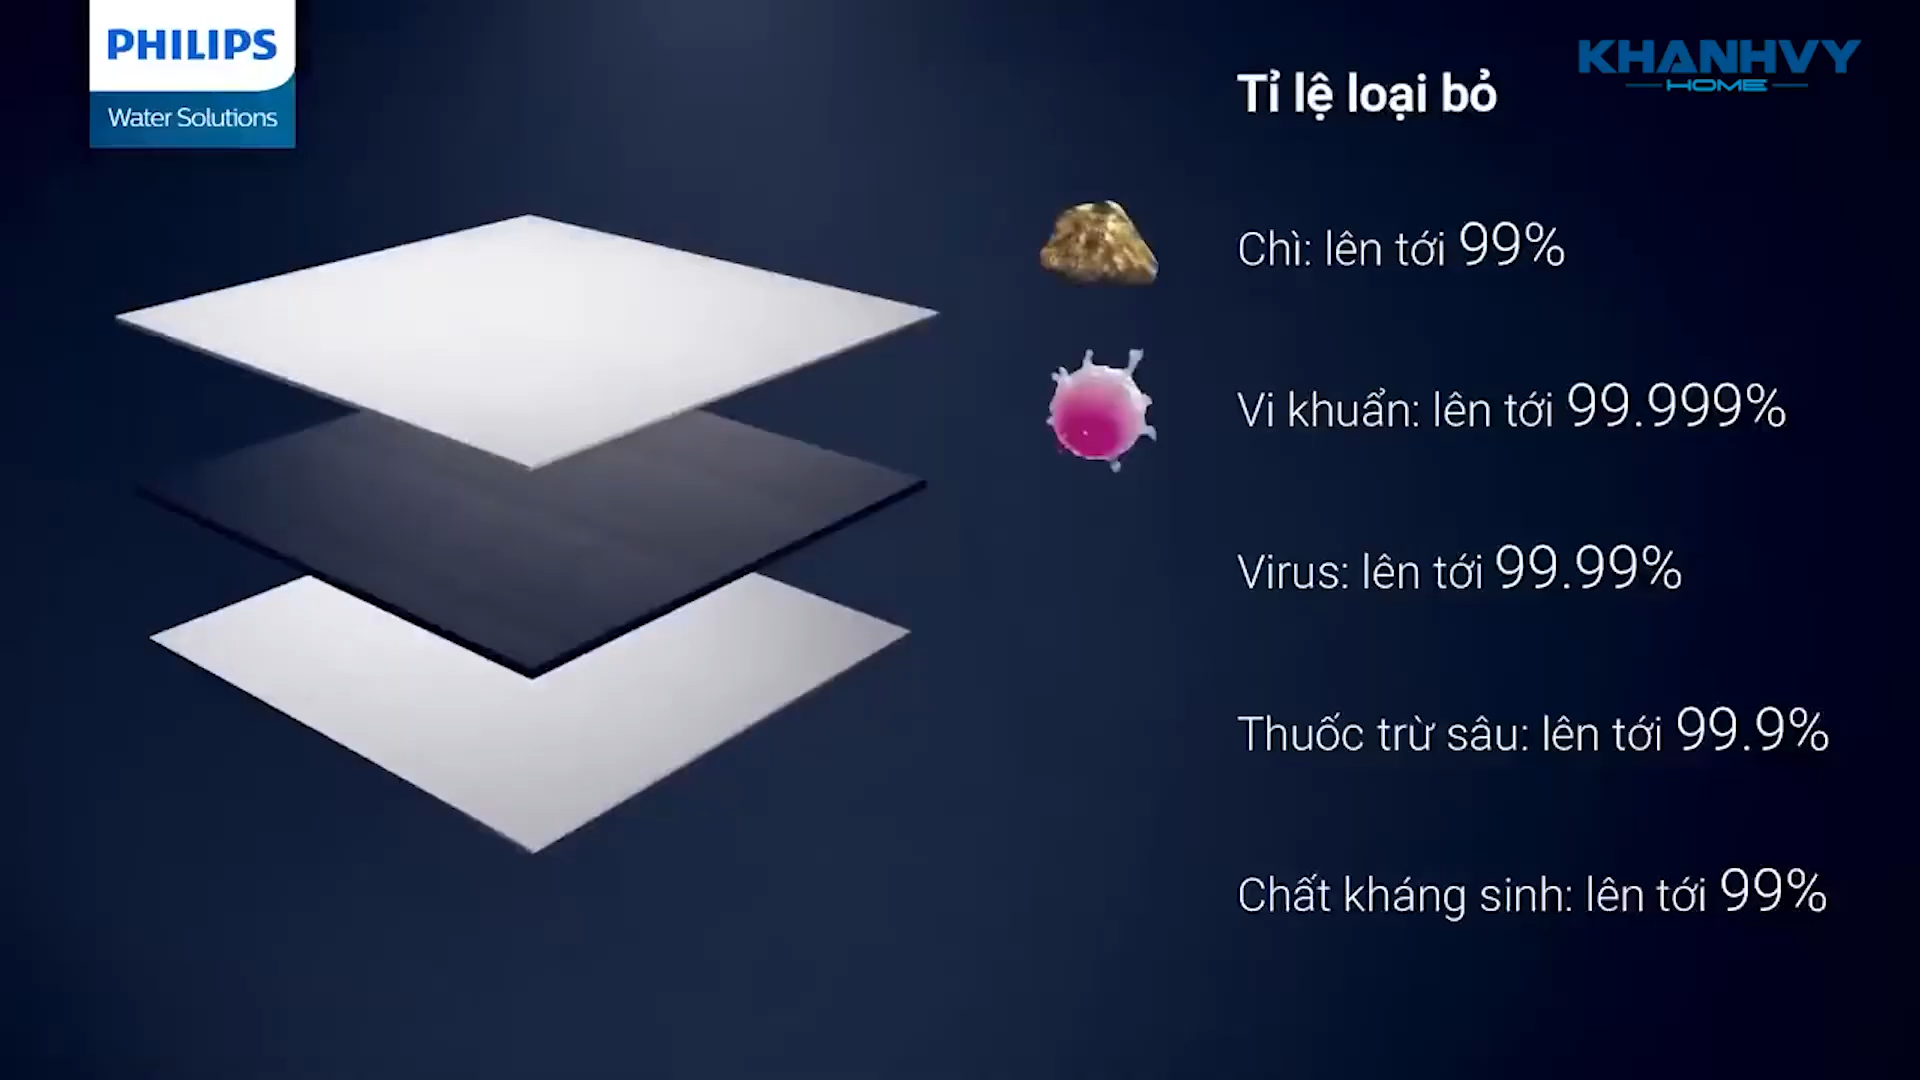 PHILIPS
Water Solutions
KHANHVY
HOME
Tỉ lệ loại bỏ
Chì: lên tới 99%
Vi khuẩn: lên tới 99.999%
Virus: lên tới 99.99%
Thuốc trừ sâu: lên tới 99.9%
Chất kháng sinh: lên tới 99%